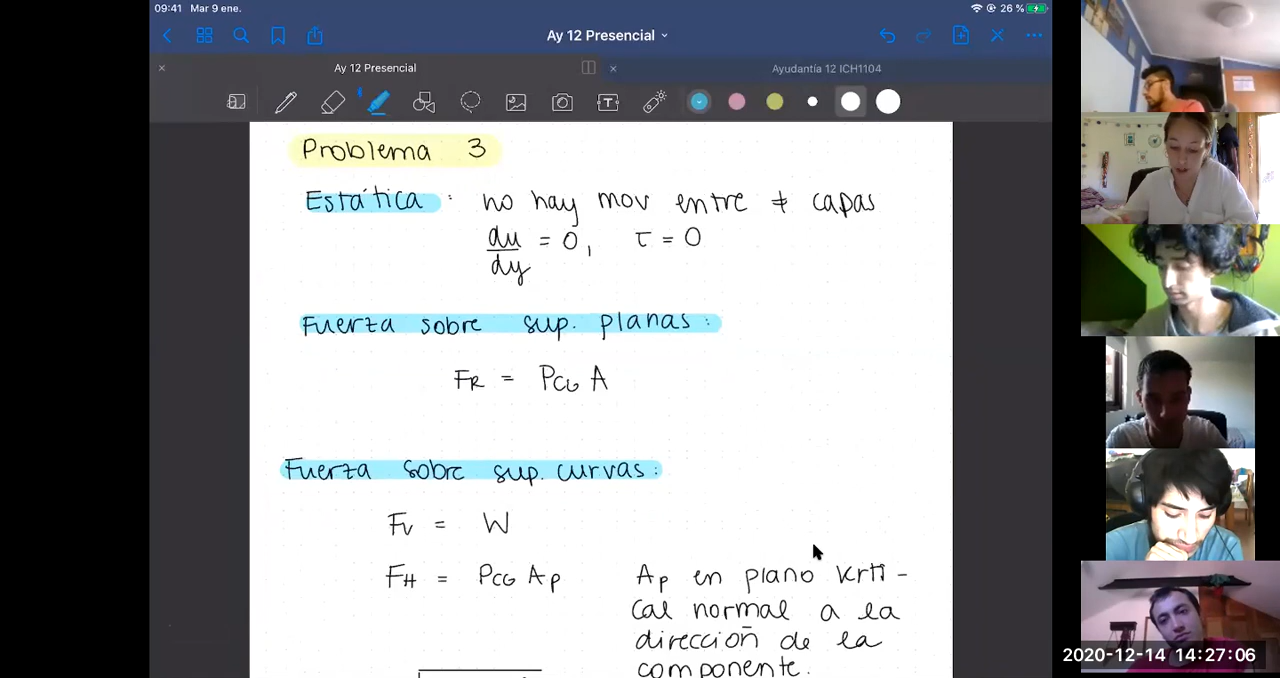 09:41 Mar 9 ene.
26 %
Ay 12 Presencial
Ay 12 Presencial
Ayudantía 12 ICH1104
Problema 3
Estática : no hay mov entre ≠ capas
du/dy = 0, τ = 0
Fuerza sobre sup. planas :
FR = PCG A
Fuerza sobre sup. curvas :
Fv = W
FH = PCG Ap
Ap en plano verti-
cal normal a la
dirección de la
componente.
2020-12-14 14:27:06